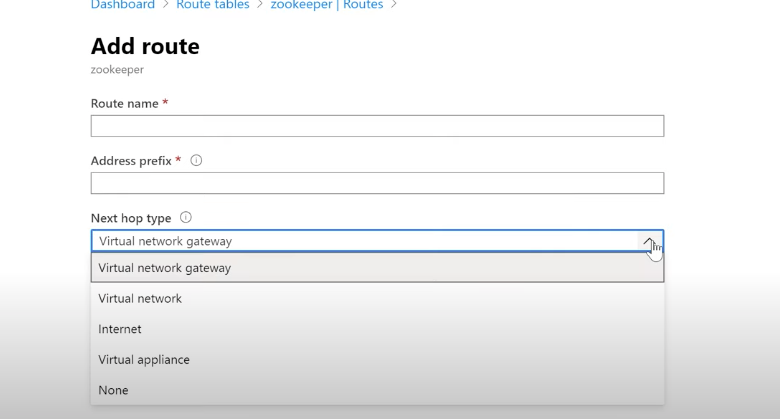 Dashboard > Route tables > zookeeper | Routes >
Add route
zookeeper
Route name *
Address prefix *
Next hop type
Virtual network gateway
Virtual network gateway
Virtual network
Internet
Virtual appliance
None